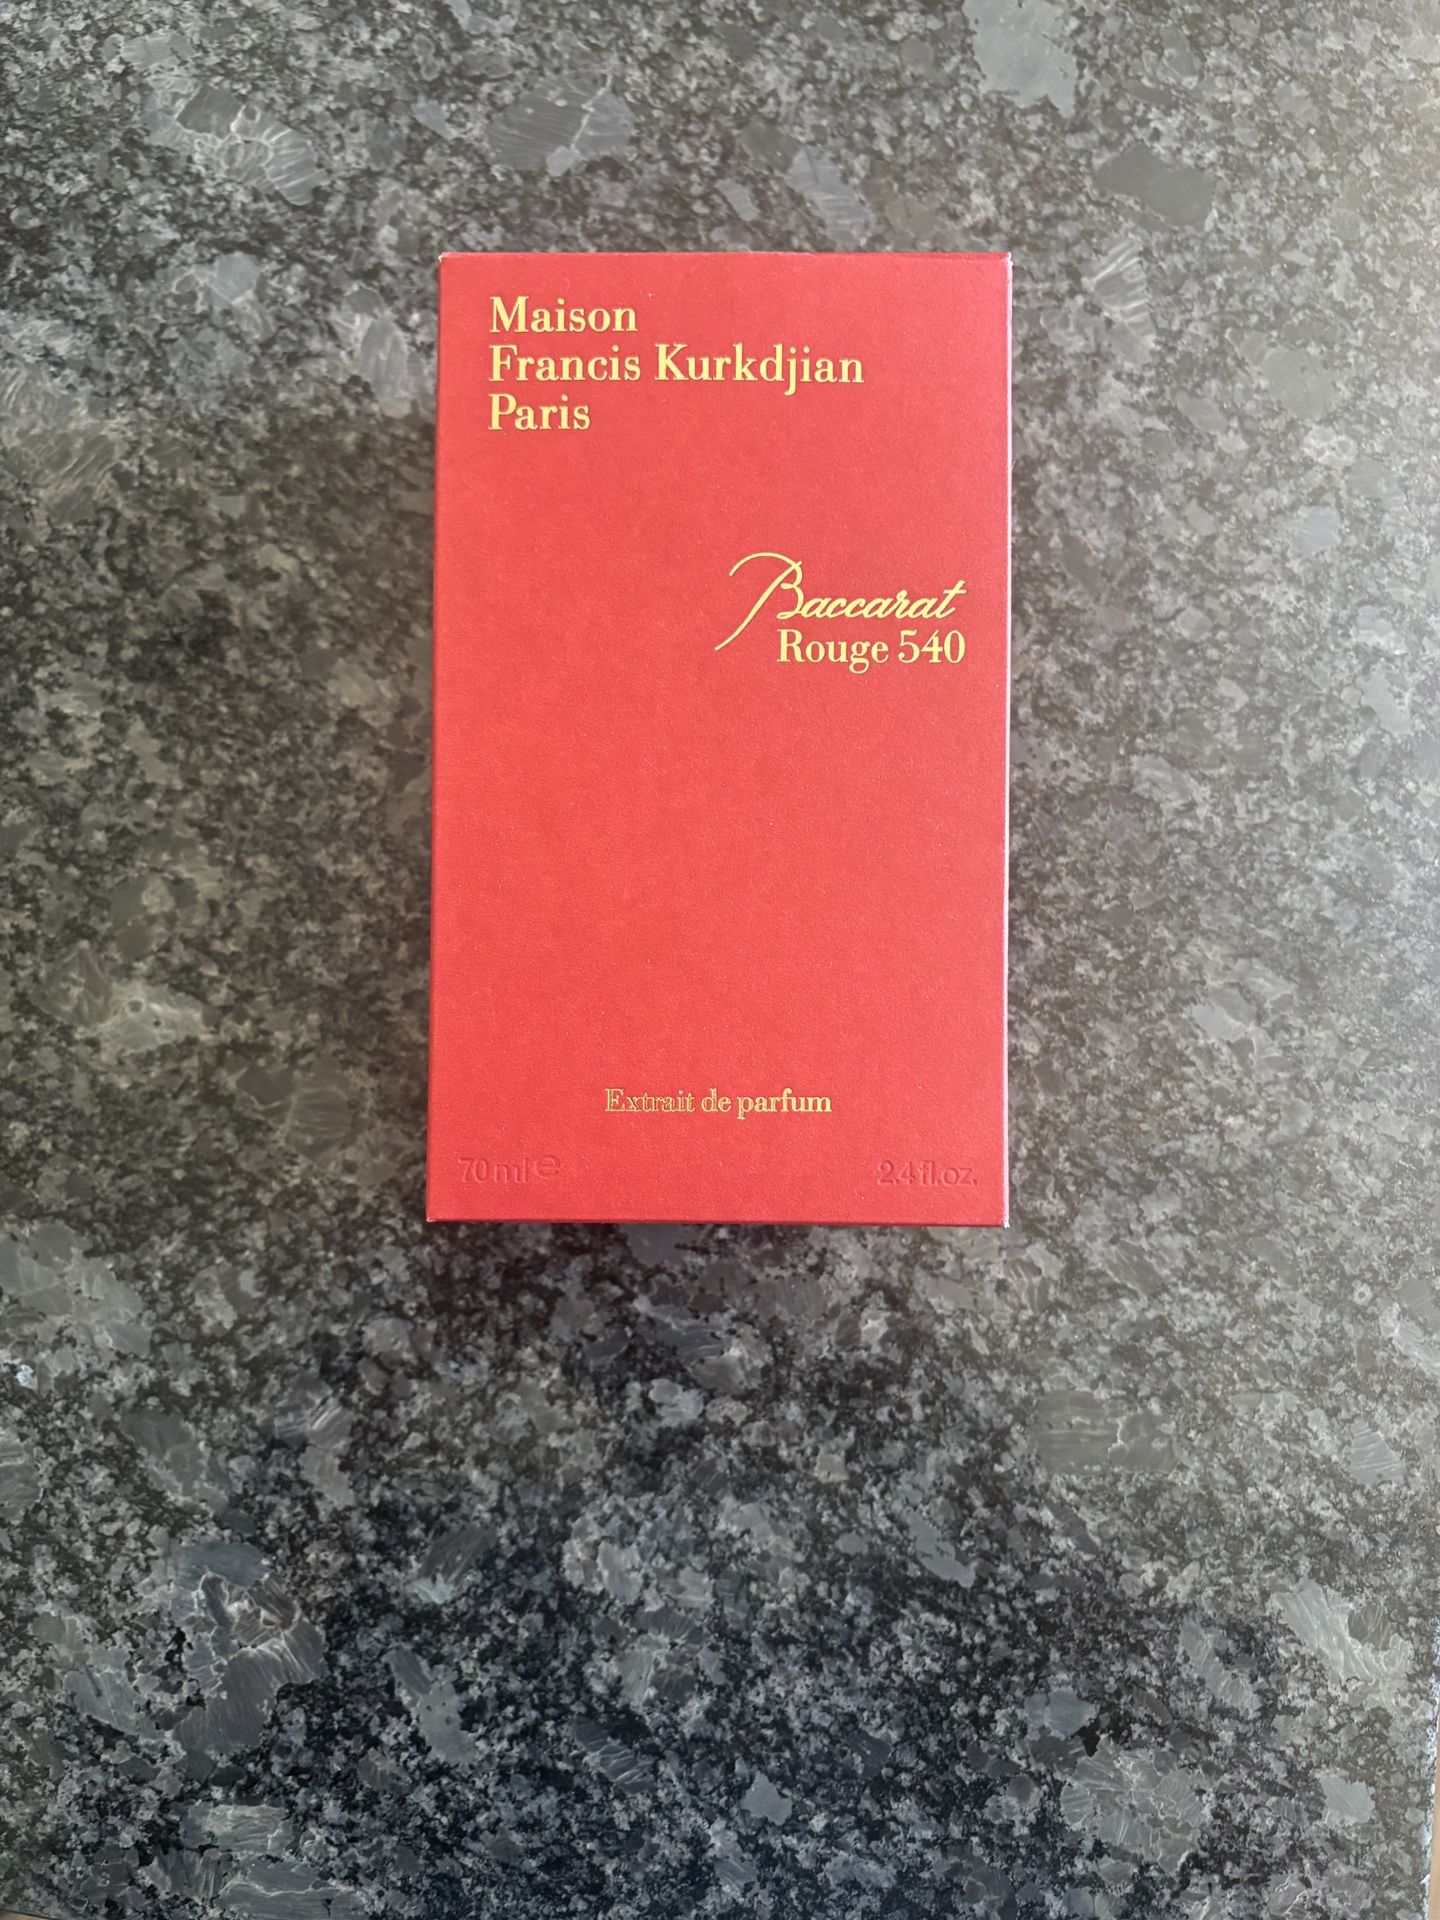 Maison
Francis Kurkdjian
Paris
Baccarat
Rouge 540
Extrait de parfum
70 ml ℮
2.4 fl.oz.